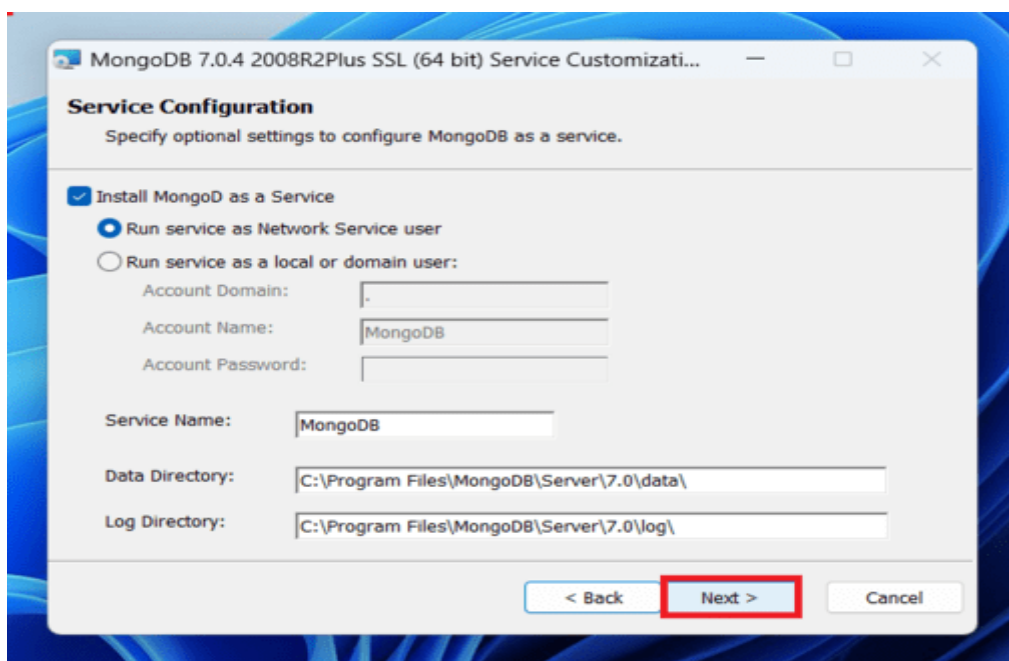 MongoDB 7.0.4 2008R2Plus SSL (64 bit) Service Customizati...
Service Configuration
Specify optional settings to configure MongoDB as a service.
Install MongoD as a Service
Run service as Network Service user
Run service as a local or domain user:
Account Domain: .
Account Name: MongoDB
Account Password:
Service Name: MongoDB
Data Directory: C:\Program Files\MongoDB\Server\7.0\data\
Log Directory: C:\Program Files\MongoDB\Server\7.0\log\
< Back Next > Cancel